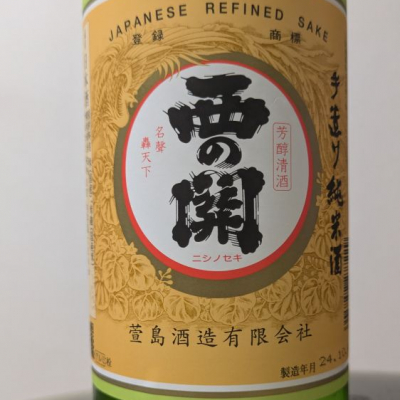 JAPANESE REFINED SAKE
登録 商標
手造り純米酒
芳醇清酒
西の関
名聲
轟天下
ニシノセキ
萱島酒造有限会社
製造年月 24.